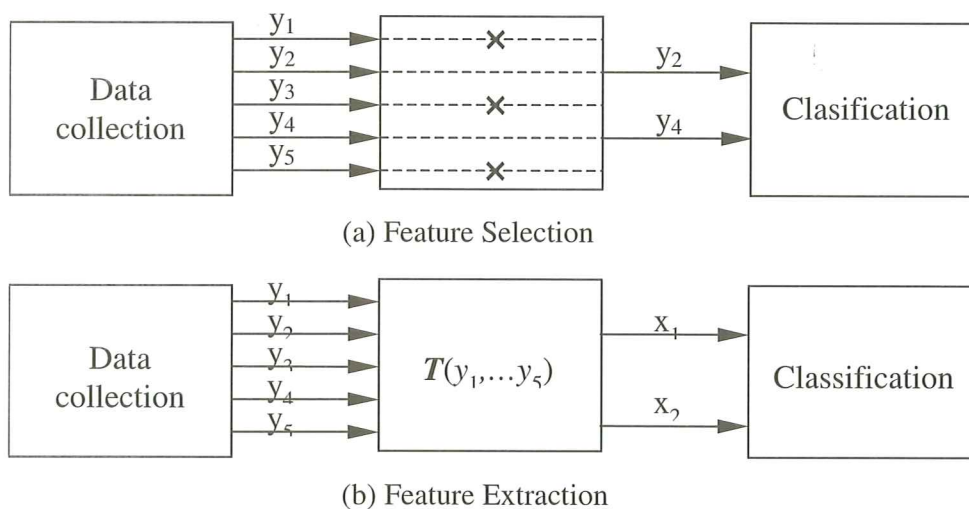 y₁
y₂
y₃
y₄
y₅
Data
collection
y₂
y₄
Clasification
(a) Feature Selection
y₁
y₂
y₃
y₄
y₅
Data
collection
T(y₁,...y₅)
x₁
x₂
Classification
(b) Feature Extraction